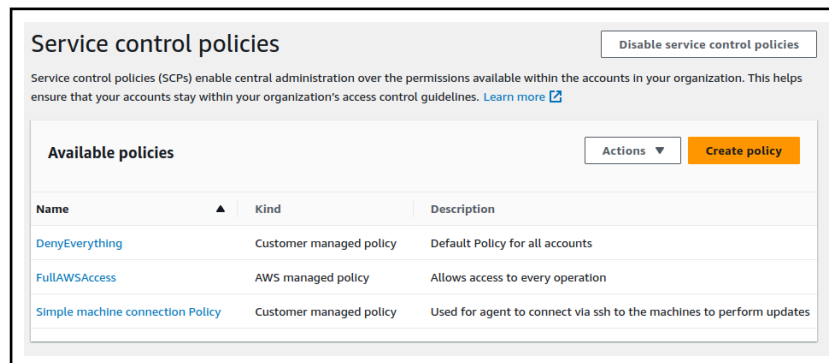 Service control policies
Disable service control policies
Service control policies (SCPs) enable central administration over the permissions available within the accounts in your organization. This helps
ensure that your accounts stay within your organization's access control guidelines. Learn more
Available policies
Actions
Create policy
Name Kind Description
DenyEverything Customer managed policy Default Policy for all accounts
FullAWSAccess AWS managed policy Allows access to every operation
Simple machine connection Policy Customer managed policy Used for agent to connect via ssh to the machines to perform updates